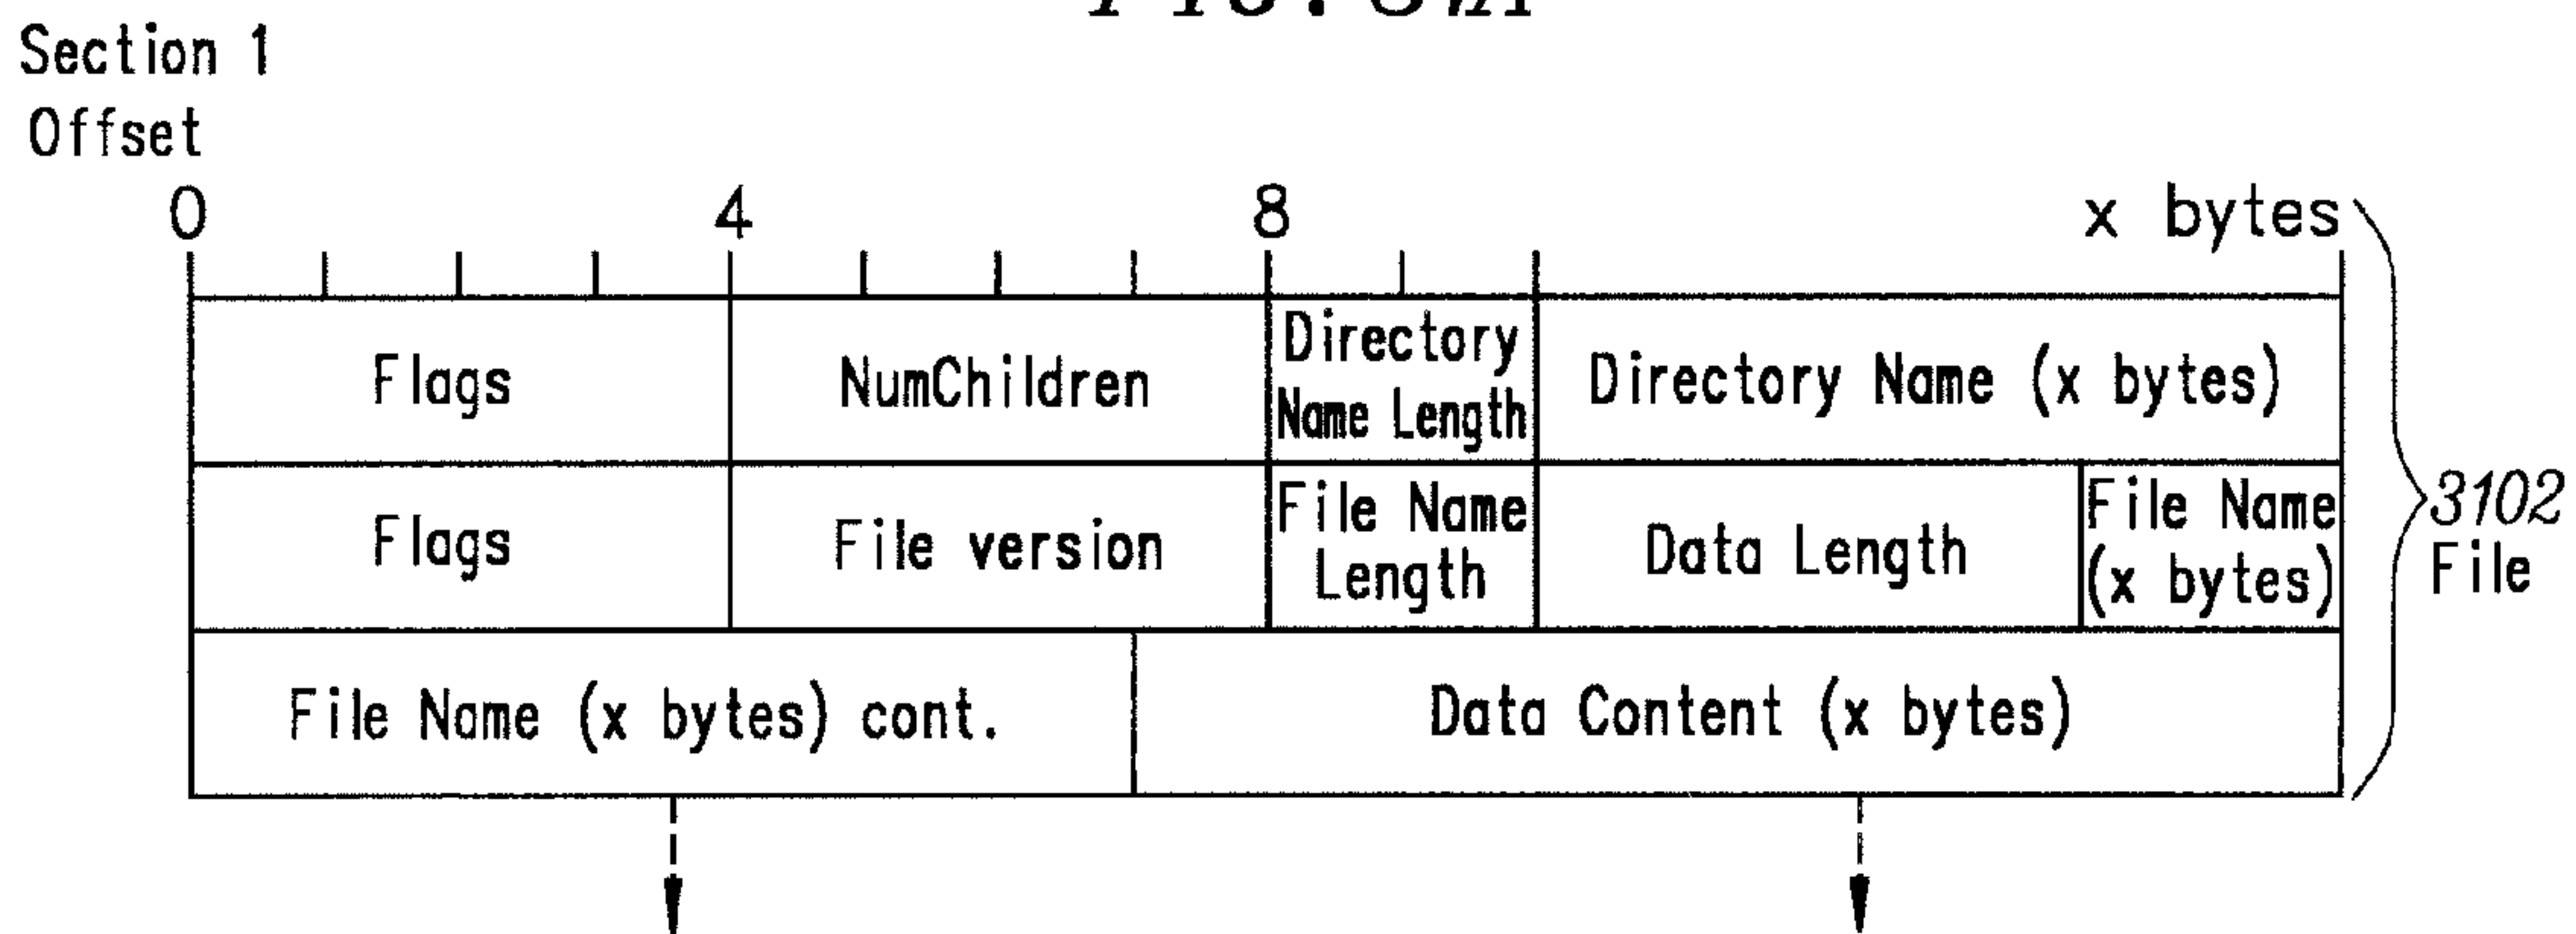 Section 1
Offset
0 4 8 x bytes
Flags NumChildren Directory Name Length Directory Name (x bytes)
Flags File version File Name Length Data Length File Name (x bytes)
File Name (x bytes) cont. Data Content (x bytes)
3102
File